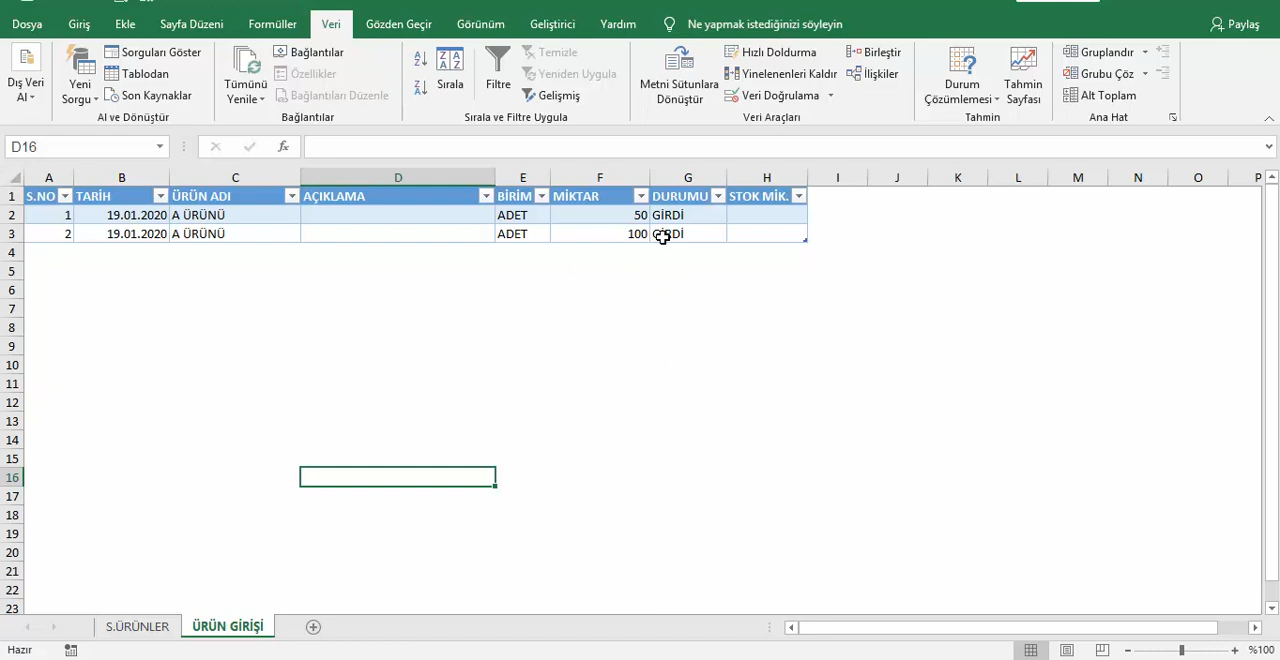 Dosya Giriş Ekle Sayfa Düzeni Formüller Veri Gözden Geçir Görünüm Geliştirici Yardım Ne yapmak istediğinizi söyleyin Paylaş
Dış Veri
Al
Yeni
Sorgu
Sorguları Göster
Tablodan
Son Kaynaklar
Al ve Dönüştür
Tümünü
Yenile
Bağlantılar
Özellikler
Bağlantıları Düzenle
Bağlantılar
Sırala
Filtre
Temizle
Yeniden Uygula
Gelişmiş
Sırala ve Filtre Uygula
Metni Sütunlara
Dönüştür
Hızlı Doldurma
Yinelenenleri Kaldır
Veri Doğrulama
Birleştir
İlişkiler
Veri Araçları
Durum
Çözümlemesi
Tahmin
Sayfası
Tahmin
Gruplandır
Grubu Çöz
Alt Toplam
Ana Hat
D16 fx
A B C D E F G H I J K L M N O P
1 S.NO TARİH ÜRÜN ADI AÇIKLAMA BİRİM MİKTAR DURUMU STOK MİK.
2 1 19.01.2020 A ÜRÜNÜ ADET 50 GİRDİ
3 2 19.01.2020 A ÜRÜNÜ ADET 100 GİRDİ
4
5
6
7
8
9
10
11
12
13
14
15
16
17
18
19
20
21
22
23
S.ÜRÜNLER ÜRÜN GİRİŞİ
Hazır %100